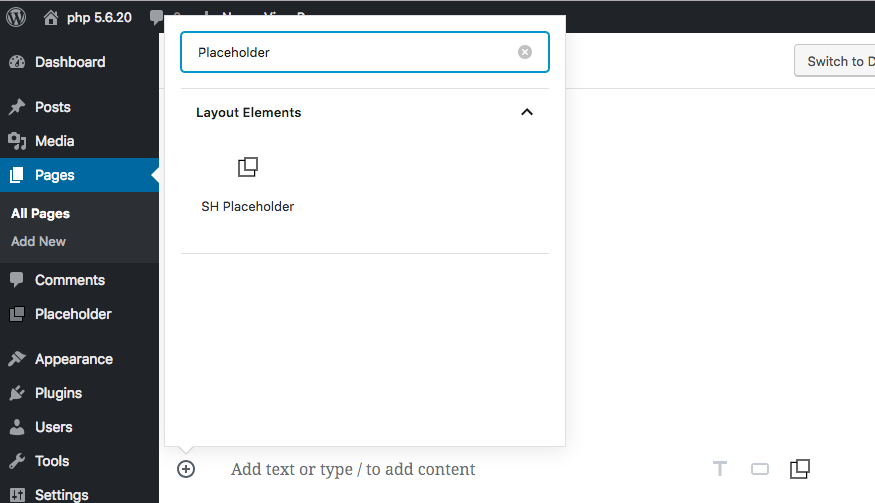 php 5.6.20
Placeholder
Switch to D
Dashboard
Posts
Media
Pages
All Pages
Add New
Comments
Placeholder
Appearance
Plugins
Users
Tools
Settings
Layout Elements
SH Placeholder
Add text or type / to add content